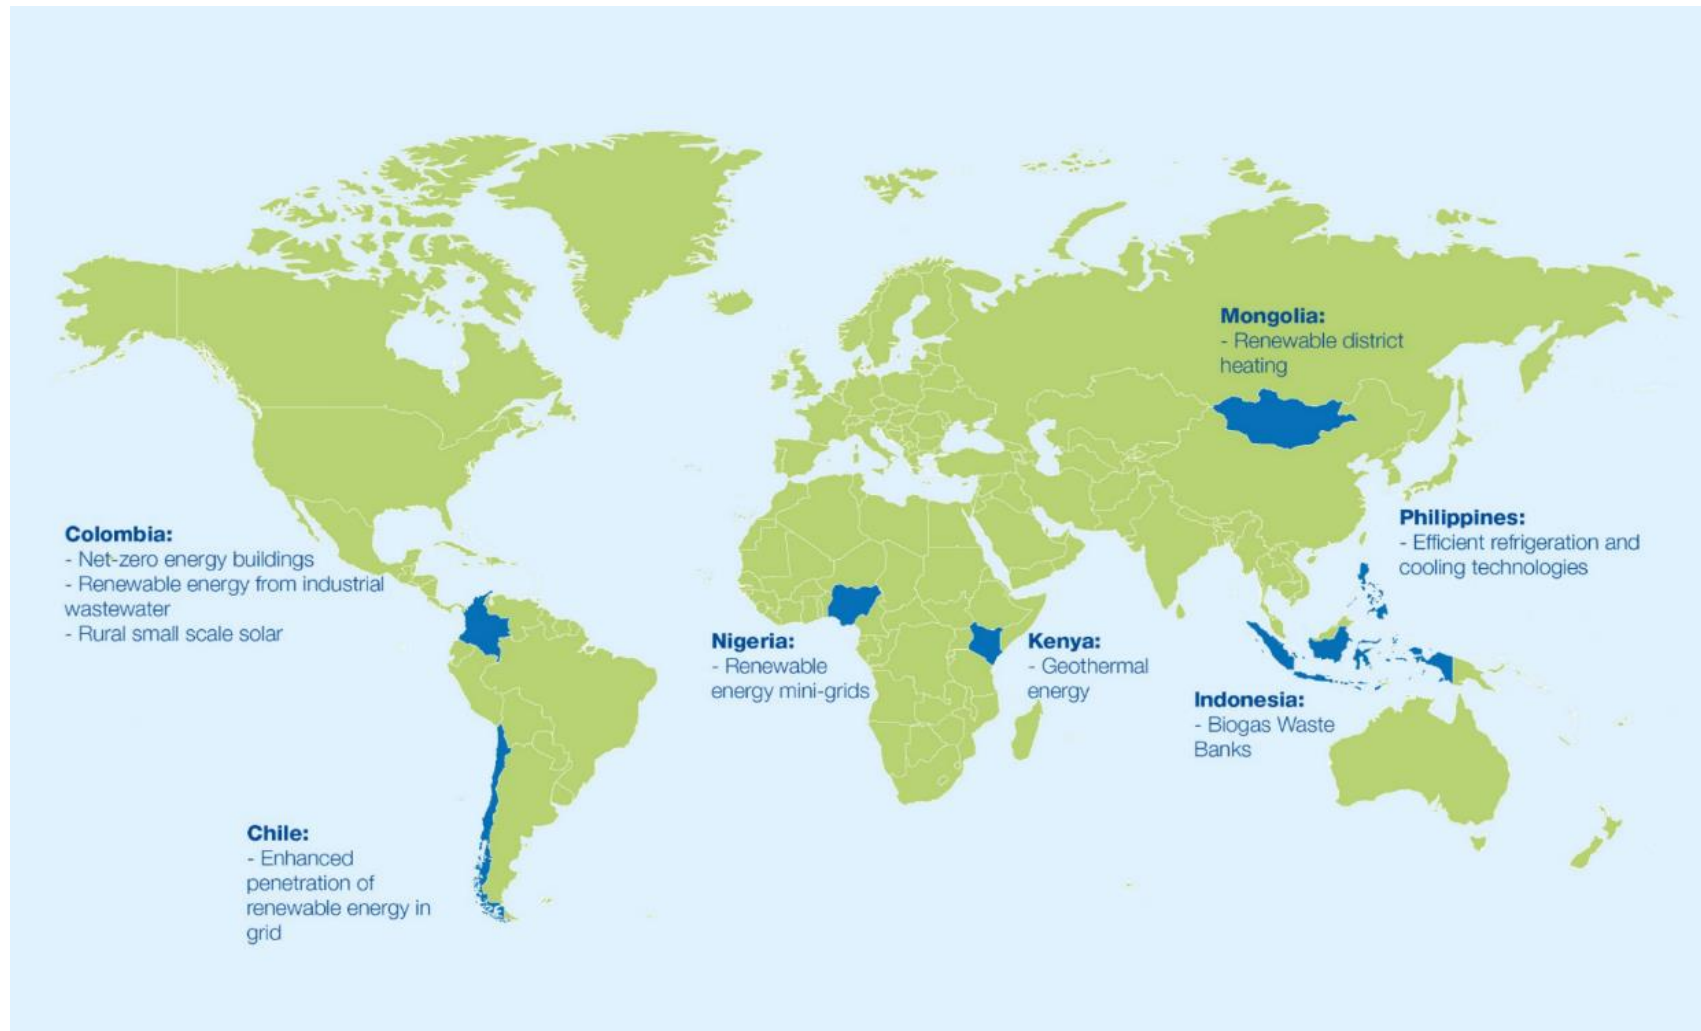 Mongolia:
- Renewable district
heating
Philippines:
- Efficient refrigeration and
cooling technologies
Colombia:
- Net-zero energy buildings
- Renewable energy from industrial
wastewater
- Rural small scale solar
Nigeria:
- Renewable
energy mini-grids
Kenya:
- Geothermal
energy
Indonesia:
- Biogas Waste
Banks
Chile:
- Enhanced
penetration of
renewable energy in
grid